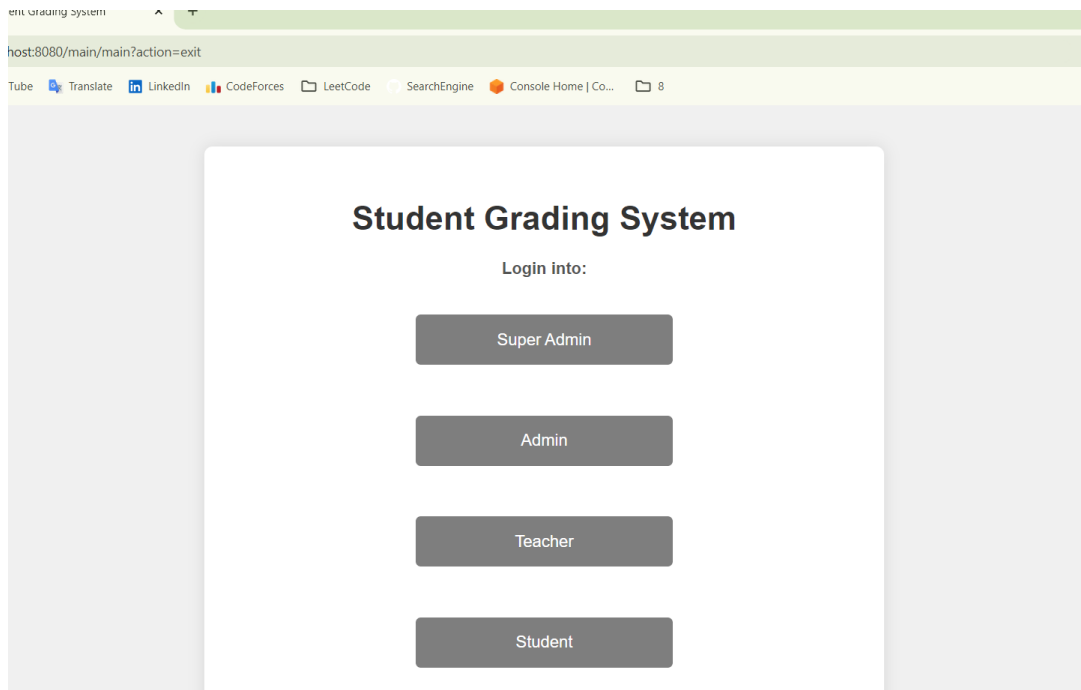 ent Grading System
host:8080/main/main?action=exit
Tube Translate LinkedIn CodeForces LeetCode SearchEngine Console Home | Co... 8
Student Grading System
Login into:
Super Admin
Admin
Teacher
Student